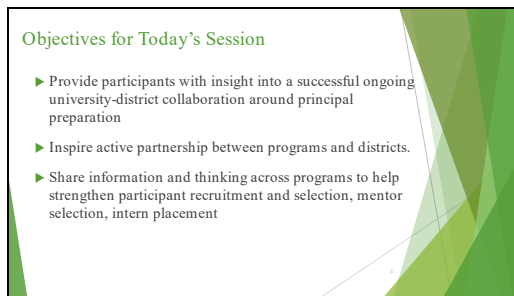 Objectives for Today's Session
▶ Provide participants with insight into a successful ongoing
university-district collaboration around principal
preparation
▶ Inspire active partnership between programs and districts.
▶ Share information and thinking across programs to help
strengthen participant recruitment and selection, mentor
selection, intern placement